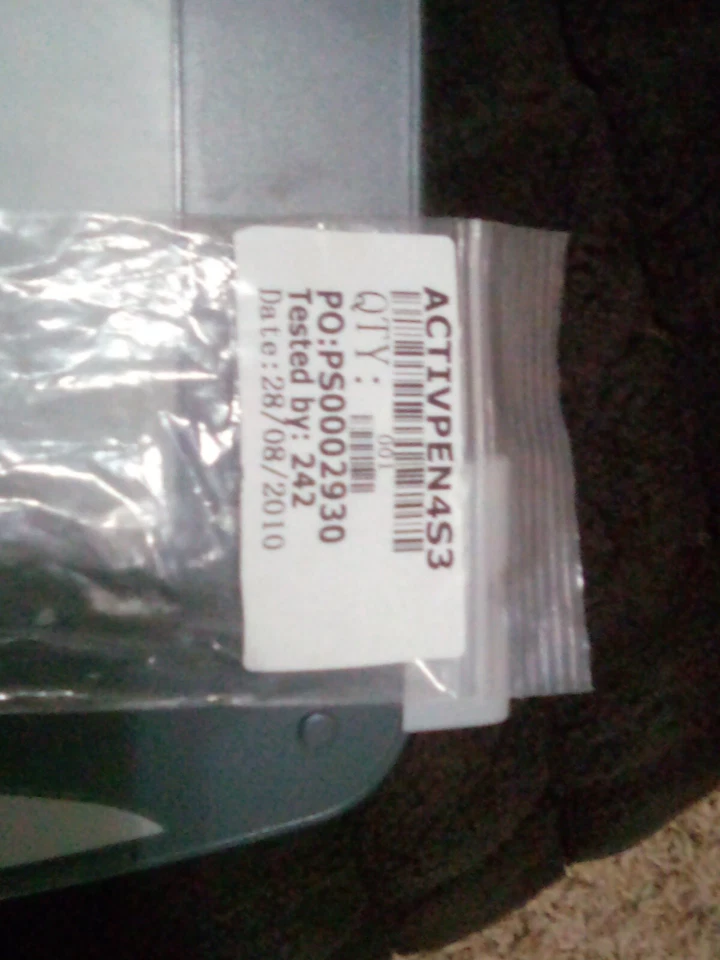 ACTIVPEN4S3
QTY: 001
PO:PS0002930
Tested by: 242
Date:28/08/2010